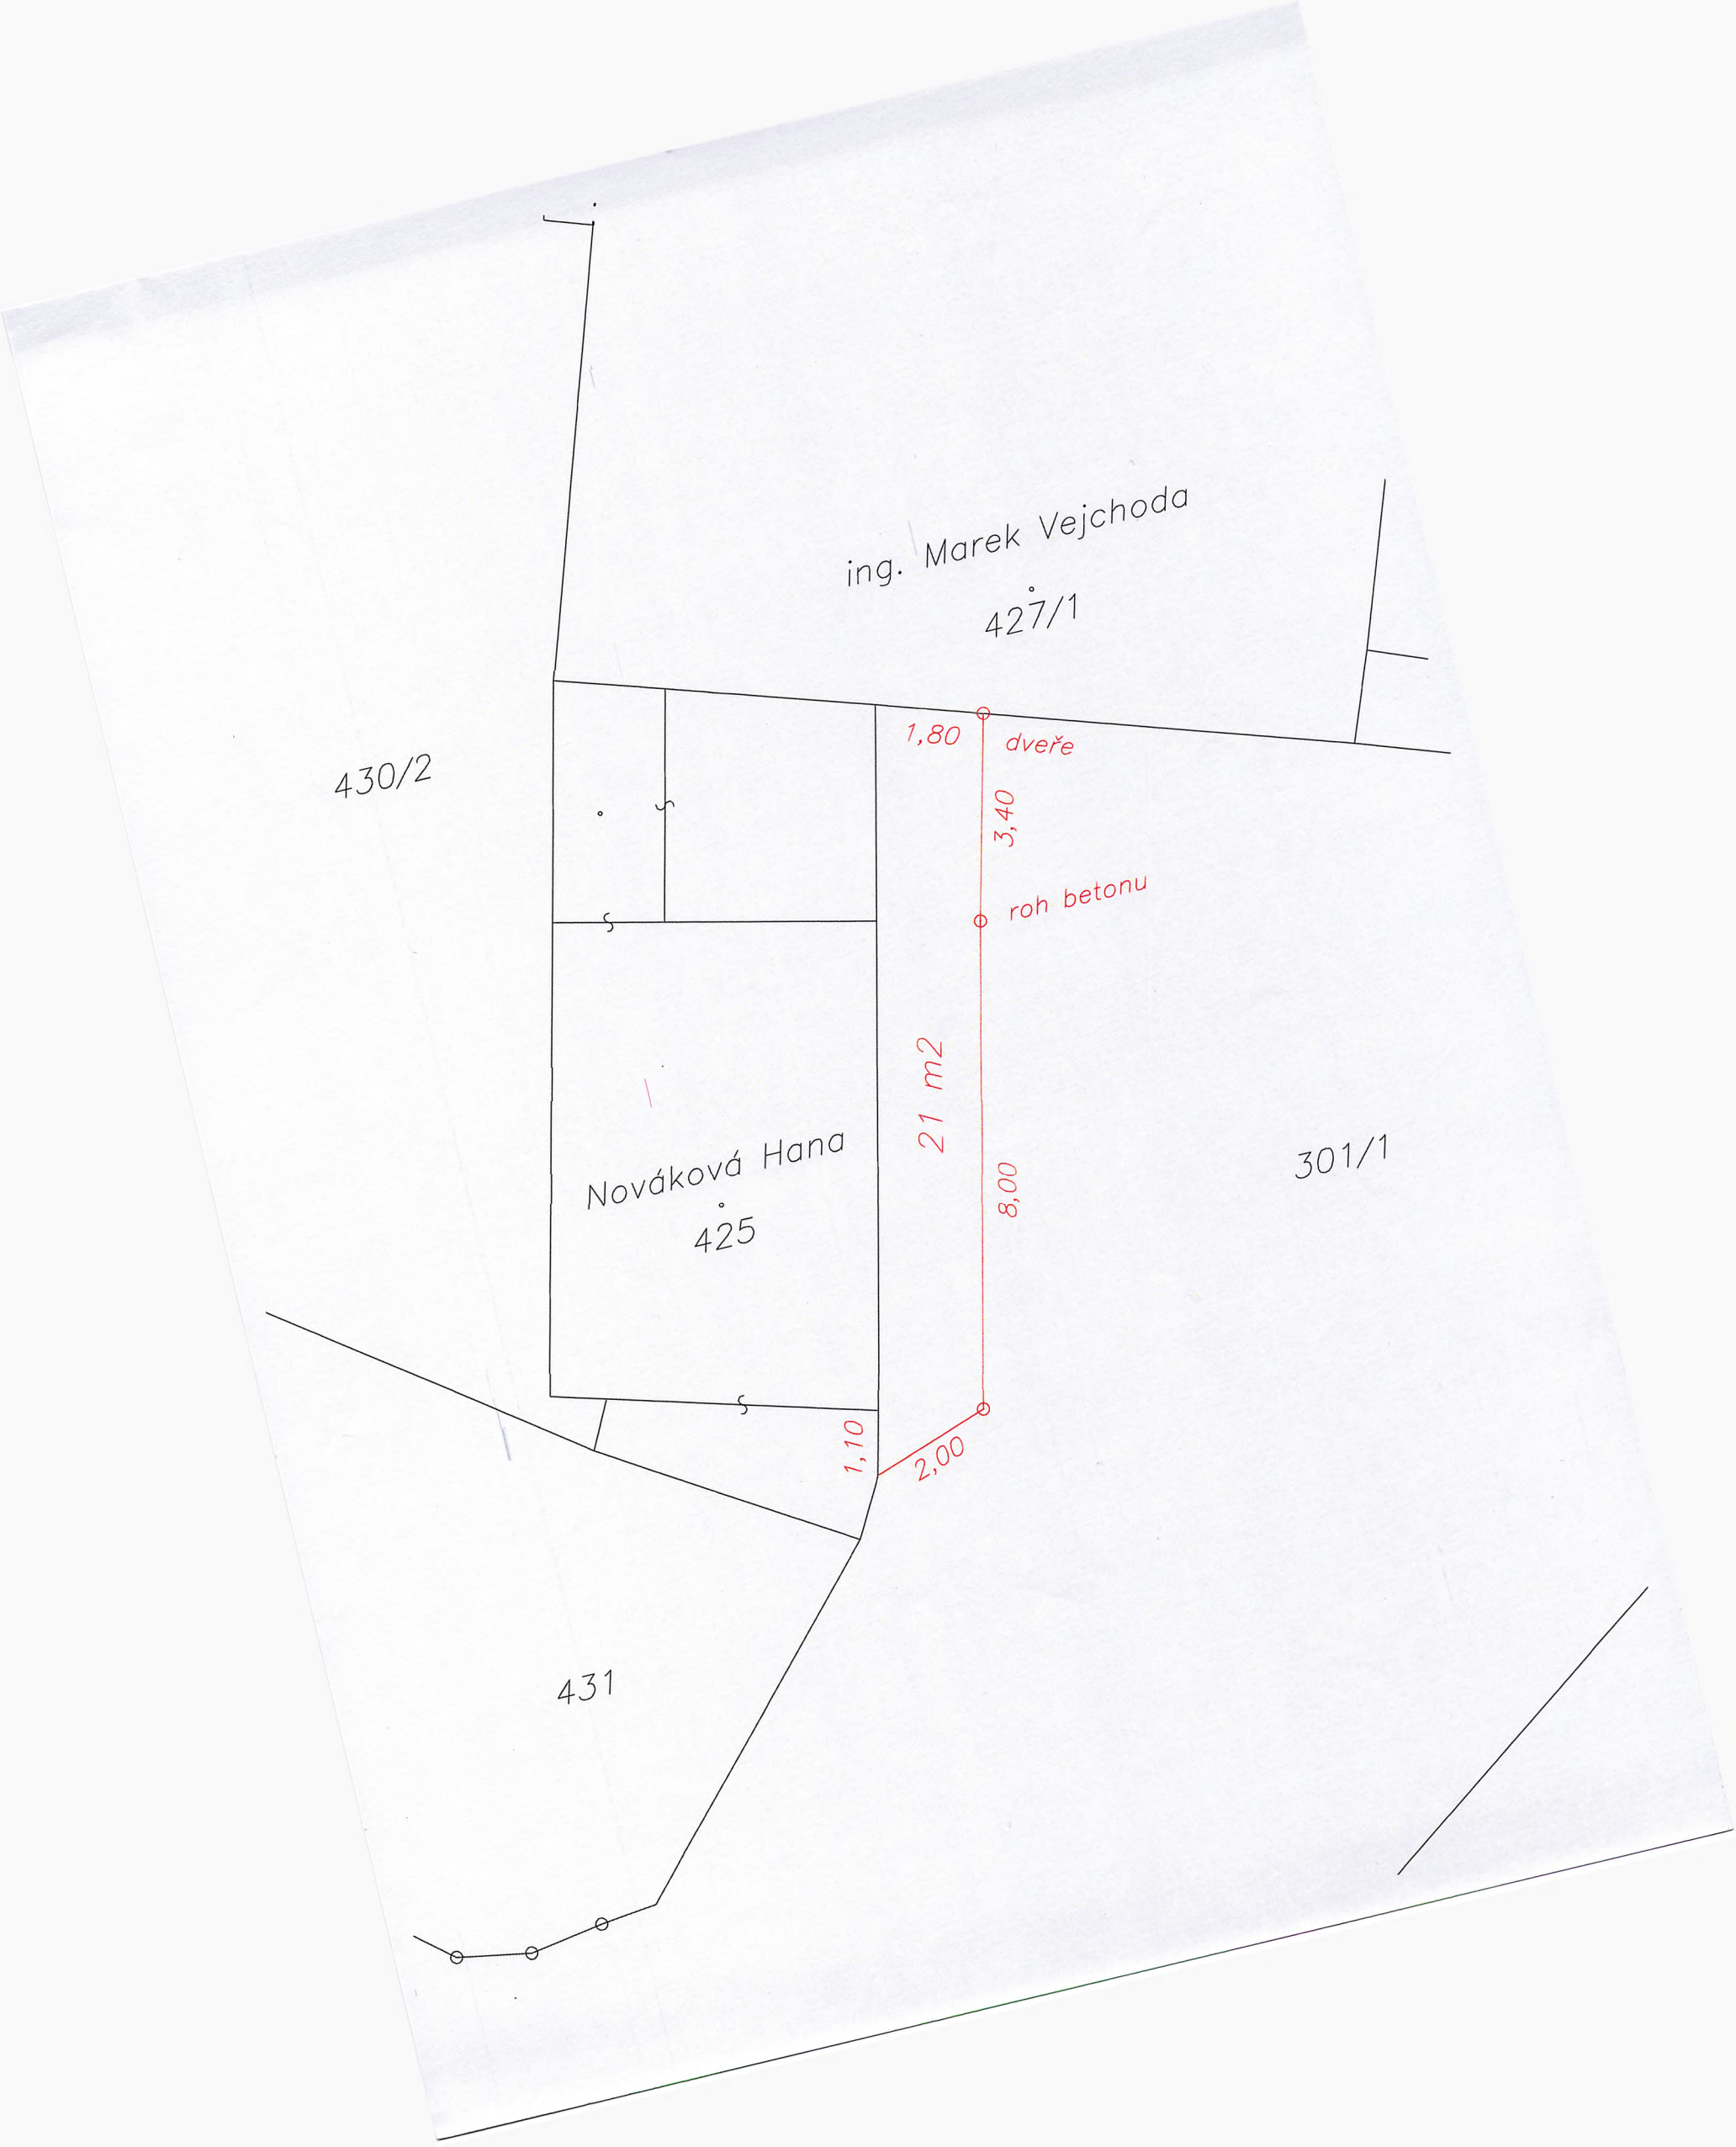 ing. Marek Vejchoda
427/1
1,80
dveře
430/2
3,40
roh betonu
21 m2
Nováková Hana
425
301/1
8,00
1,10
2,00
431